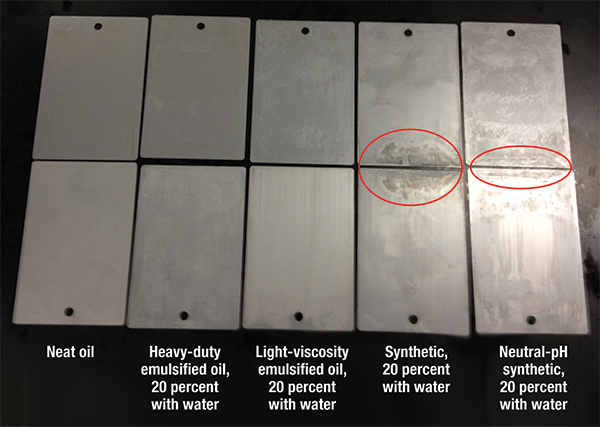 Neat oil
Heavy-duty
emulsified oil,
20 percent
with water
Light-viscosity
emulsified oil,
20 percent
with water
Synthetic,
20 percent
with water
Neutral-pH
synthetic,
20 percent
with water